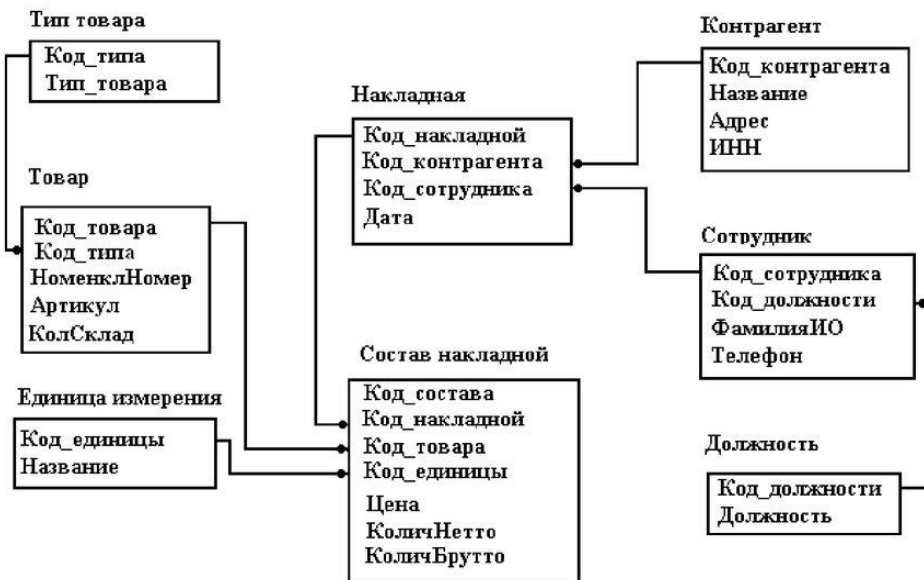 Тип товара
Код_типа
Тип_товара
Товар
Код_товара
Код_типа
НоменклНомер
Артикул
КолСклад
Единица измерения
Код_единицы
Название
Накладная
Код_накладной
Код_контрагента
Код_сотрудника
Дата
Состав накладной
Код_состава
Код_накладной
Код_товара
Код_единицы
Цена
КоличНетто
КоличБрутто
Контрагент
Код_контрагента
Название
Адрес
ИНН
Сотрудник
Код_сотрудника
Код_должности
ФамилияИО
Телефон
Должность
Код_должности
Должность